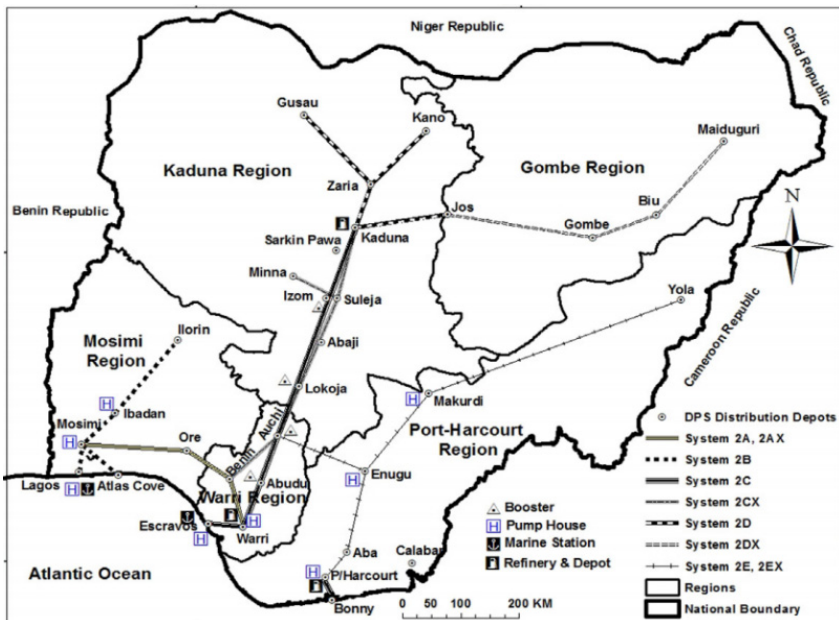 Niger Republic
Chad Republic
Gusau
Kano
Maiduguri
Kaduna Region
Gombe Region
Zaria
Benin Republic
Jos
Biu
N
Kaduna
Gombe
Sarkin Pawa
Minna
Izom
Suleja
Yola
Ilorin
Abaji
Cameroon Republic
Mosimi
Region
Lokoja
Makurdi
Ibadan
Mosimi
Auchi
Port-Harcourt
Region
Ore
Benin
Enugu
Lagos
Atlas Cove
Abudu
Warri Region
Escravos
Warri
Aba
Calabar
Atlantic Ocean
P/Harcourt
Bonny
Booster
H Pump House
Marine Station
Refinery & Depot
0 50 100 200 KM
DPS Distribution Depots
System 2A, 2AX
System 2B
System 2C
System 2CX
System 2D
System 2DX
System 2E, 2EX
Regions
National Boundary